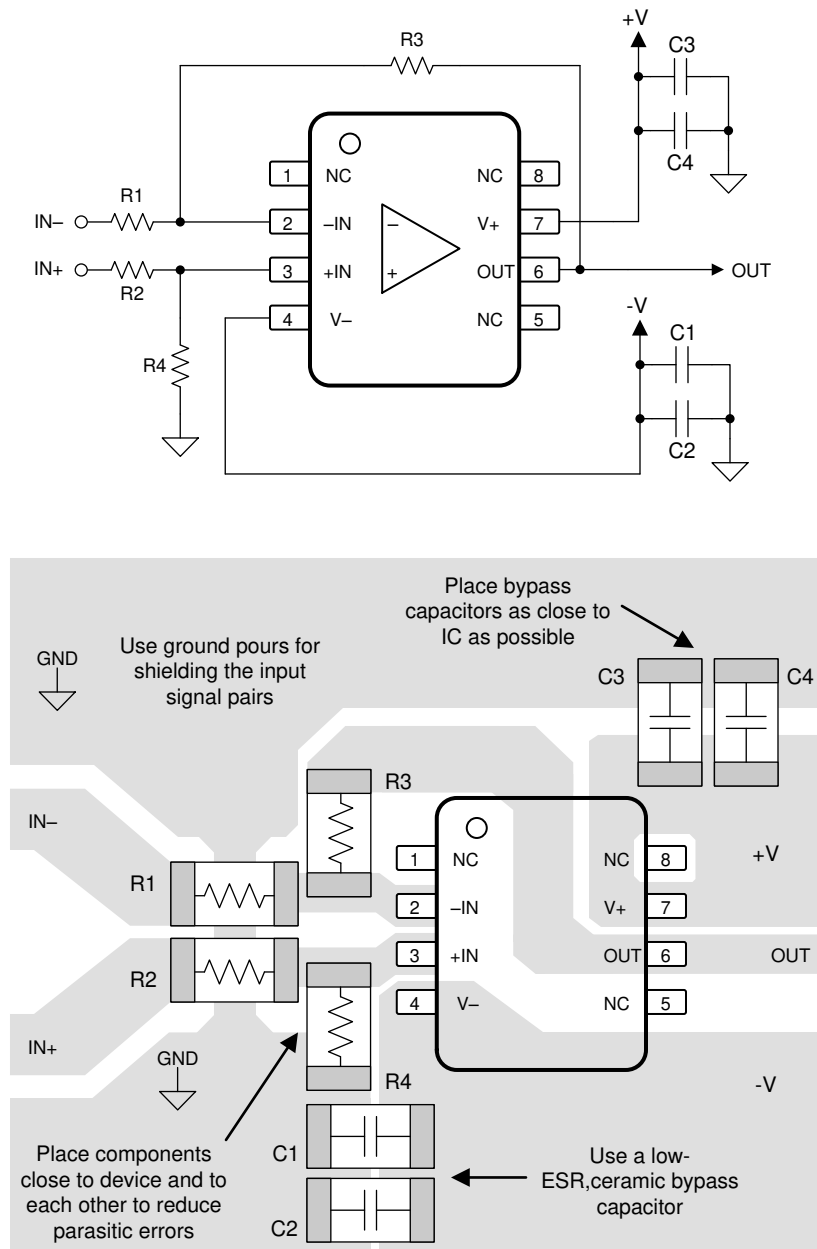 +V
R3
C3
C4
1 NC
NC 8
R1
IN–
2 –IN
V+ 7
–
IN+
R2
3 +IN
+
OUT 6
OUT
4 V–
NC 5
-V
C1
R4
C2
Place bypass
capacitors as close to
IC as possible
GND
Use ground pours for
shielding the input
signal pairs
C3
C4
R3
IN–
1 NC
NC 8
+V
R1
2 –IN
V+ 7
3 +IN
OUT 6
OUT
R2
4 V–
NC 5
IN+
GND
R4
-V
Place components
close to device and to
each other to reduce
parasitic errors
C1
C2
Use a low-
ESR,ceramic bypass
capacitor